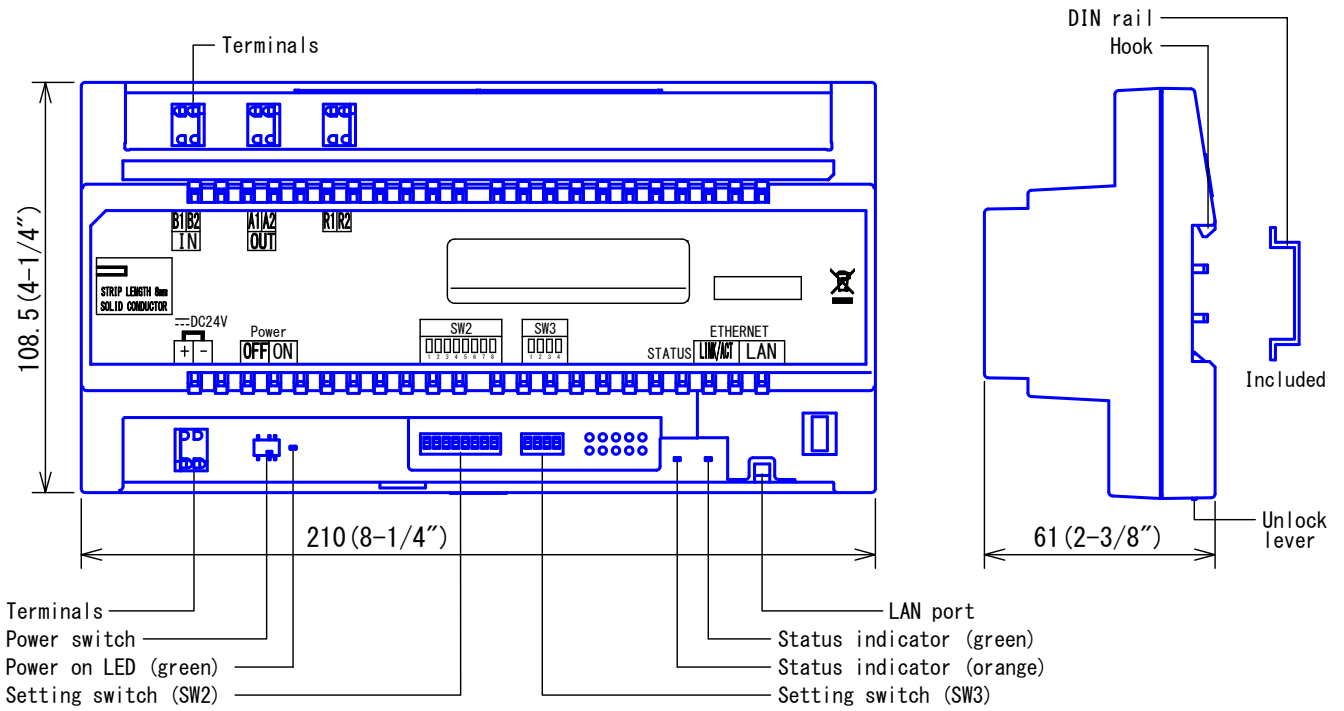 DIN rail
Hook
Terminals
B1 B2
IN
A1 A2
OUT
R1 R2
108.5(4-1/4″)
STRIP LENGTH 8mm
SOLID CONDUCTOR
DC24V
+ -
Power
OFF ON
SW2
1 2 3 4 5 6 7 8
SW3
1 2 3 4
ETHERNET
STATUS LINK/ACT LAN
Included
210(8-1/4″)
61(2-3/8″)
Unlock
lever
Terminals
Power switch
Power on LED (green)
Setting switch (SW2)
LAN port
Status indicator (green)
Status indicator (orange)
Setting switch (SW3)